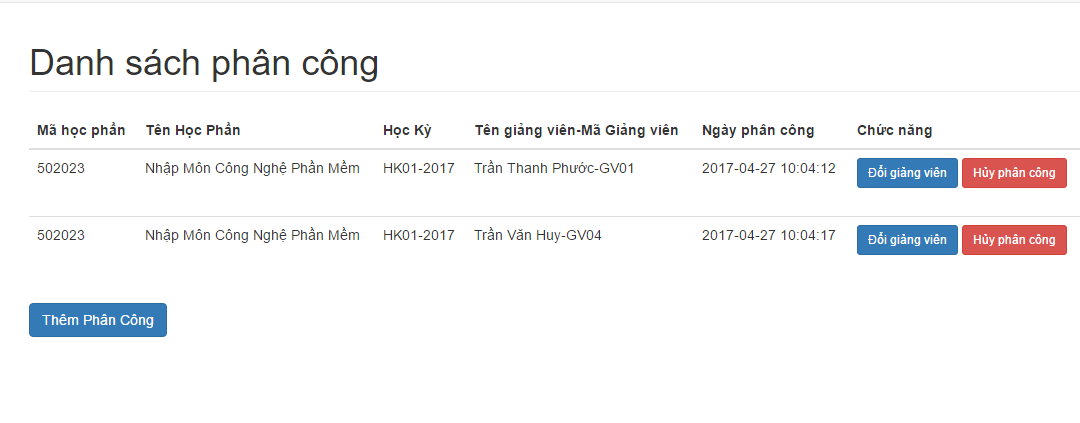 Danh sách phân công
Mã học phần Tên Học Phần Học Kỳ Tên giảng viên-Mã Giảng viên Ngày phân công Chức năng
502023 Nhập Môn Công Nghệ Phần Mềm HK01-2017 Trần Thanh Phước-GV01 2017-04-27 10:04:12 Đổi giảng viên Hủy phân công
502023 Nhập Môn Công Nghệ Phần Mềm HK01-2017 Trần Văn Huy-GV04 2017-04-27 10:04:17 Đổi giảng viên Hủy phân công
Thêm Phân Công